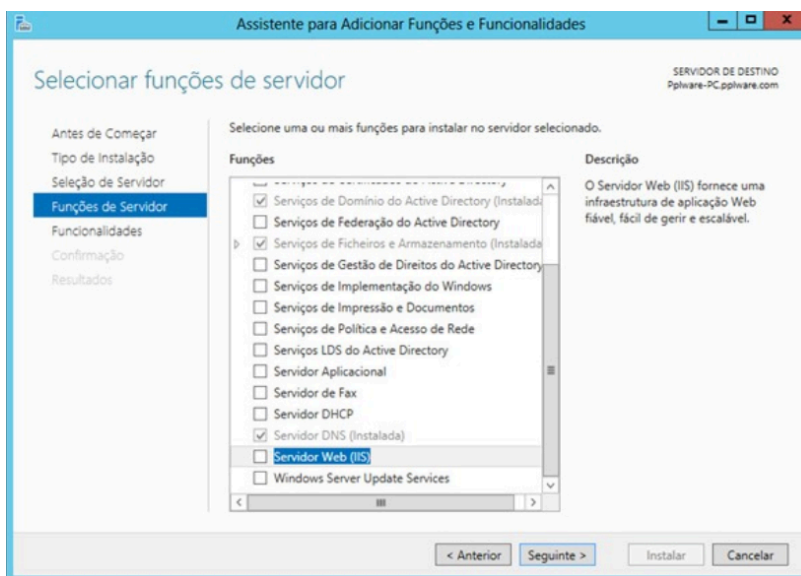 Assistente para Adicionar Funções e Funcionalidades
Selecionar funções de servidor
SERVIDOR DE DESTINO
Pplware-PC.pplware.com
Antes de Começar
Tipo de Instalação
Seleção de Servidor
Funções de Servidor
Funcionalidades
Confirmação
Resultados
Selecione uma ou mais funções para instalar no servidor selecionado.
Funções
Serviços de Domínio do Active Directory (Instalada
Serviços de Federação do Active Directory
Serviços de Ficheiros e Armazenamento (Instalada
Serviços de Gestão de Direitos do Active Directory
Serviços de Implementação do Windows
Serviços de Impressão e Documentos
Serviços de Política e Acesso de Rede
Serviços LDS do Active Directory
Servidor Aplicacional
Servidor de Fax
Servidor DHCP
Servidor DNS (Instalada)
Servidor Web (IIS)
Windows Server Update Services
Descrição
O Servidor Web (IIS) fornece uma
infraestrutura de aplicação Web
fiável, fácil de gerir e escalável.
< Anterior
Seguinte >
Instalar
Cancelar